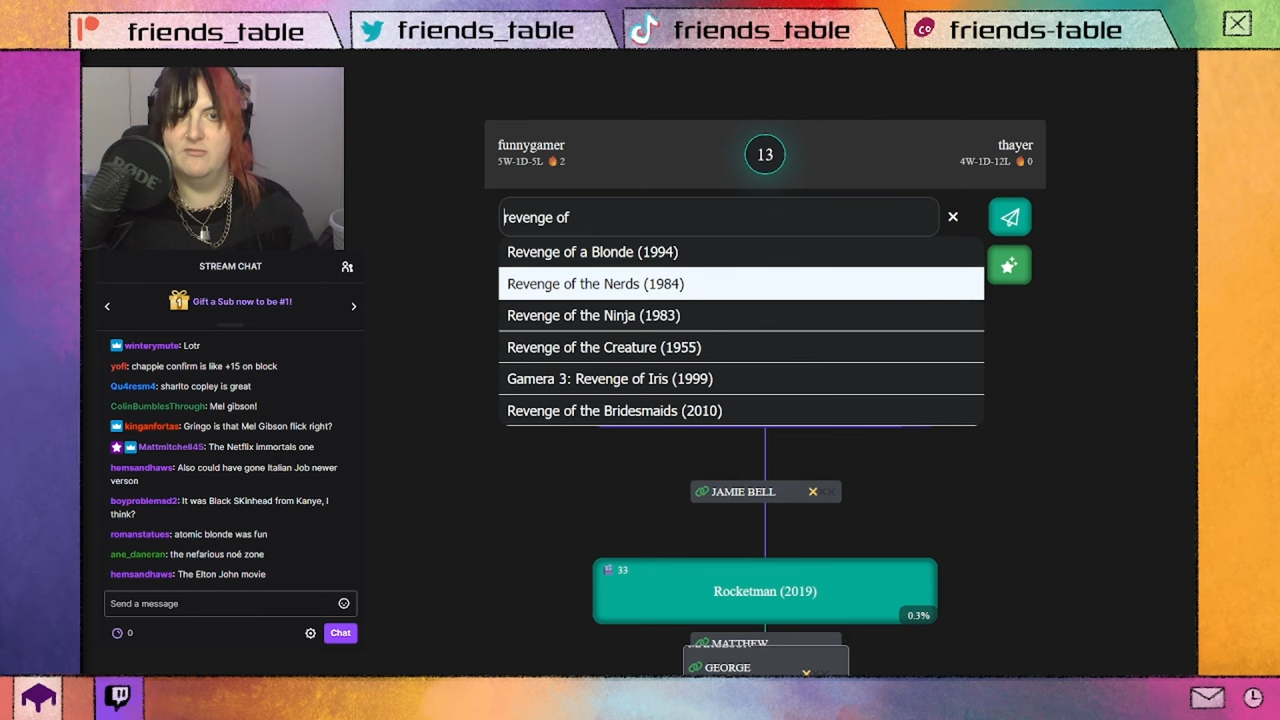 friends_table
friends_table
friends_table
co friends-table
RØDE
STREAM CHAT
1 Gift a Sub now to be #1!
winterymute: Lotr
yofi: chappie confirm is like +15 on block
Qu4resm4: sharlto copley is great
ColinBumblesThrough: Mel gibson!
kinganfortas: Gringo is that Mel Gibson flick right?
Mattmitchell45: The Netflix immortals one
hemsandhaws: Also could have gone Italian Job newer
verson
boyproblemsd2: It was Black SKinhead from Kanye, I
think?
romanstatues: atomic blonde was fun
ane_daneran: the nefarious noé zone
hemsandhaws: The Elton John movie
Send a message
0
Chat
funnygamer
5W-1D-5L 2
13
thayer
4W-1D-12L 0
revenge of
Revenge of a Blonde (1994)
Revenge of the Nerds (1984)
Revenge of the Ninja (1983)
Revenge of the Creature (1955)
Gamera 3: Revenge of Iris (1999)
Revenge of the Bridesmaids (2010)
JAMIE BELL
33
Rocketman (2019)
0.3%
MATTHEW
GEORGE